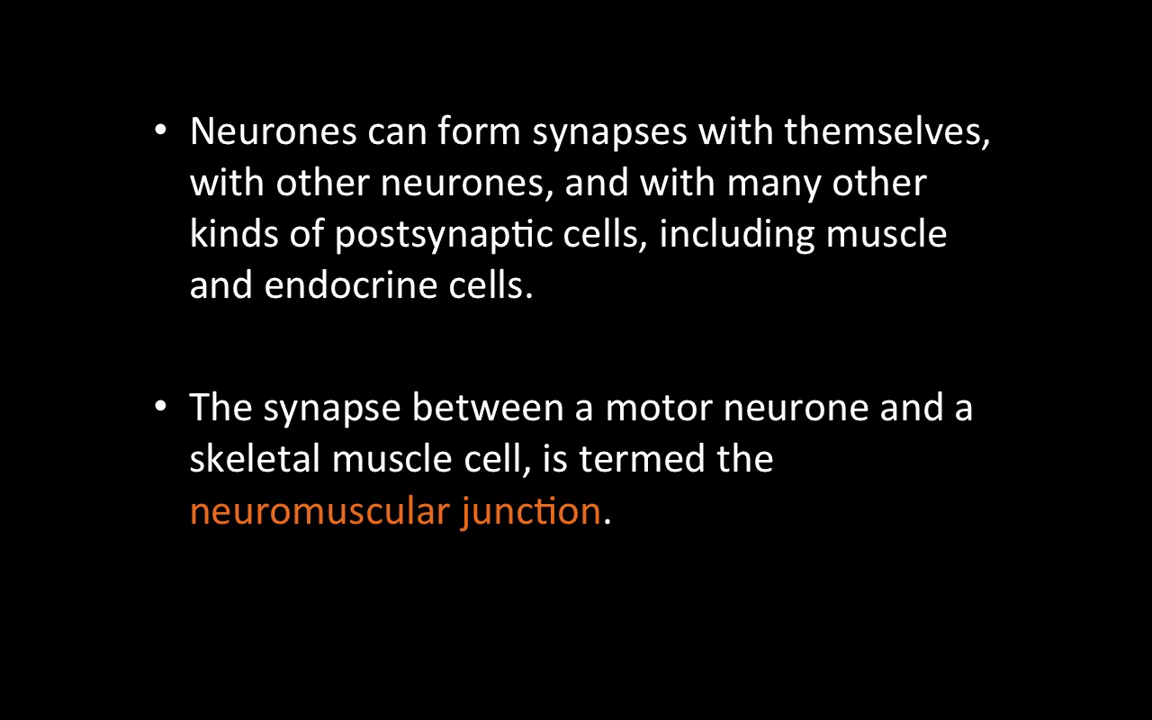 • Neurones can form synapses with themselves,
with other neurones, and with many other
kinds of postsynaptic cells, including muscle
and endocrine cells.
• The synapse between a motor neurone and a
skeletal muscle cell, is termed the
neuromuscular junction.